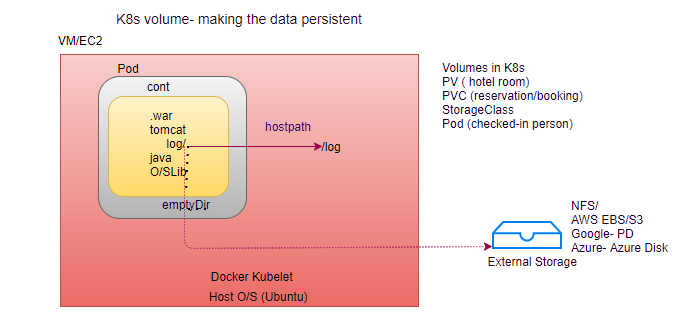 K8s volume- making the data persistent
VM/EC2
Pod
cont
.war
tomcat
log/.
java
O/SLib
emptyDir
hostpath
/log
Docker Kubelet
Host O/S (Ubuntu)
Volumes in K8s
PV ( hotel room)
PVC (reservation/booking)
StorageClass
Pod (checked-in person)
NFS/
AWS EBS/S3
Google- PD
Azure- Azure Disk
External Storage